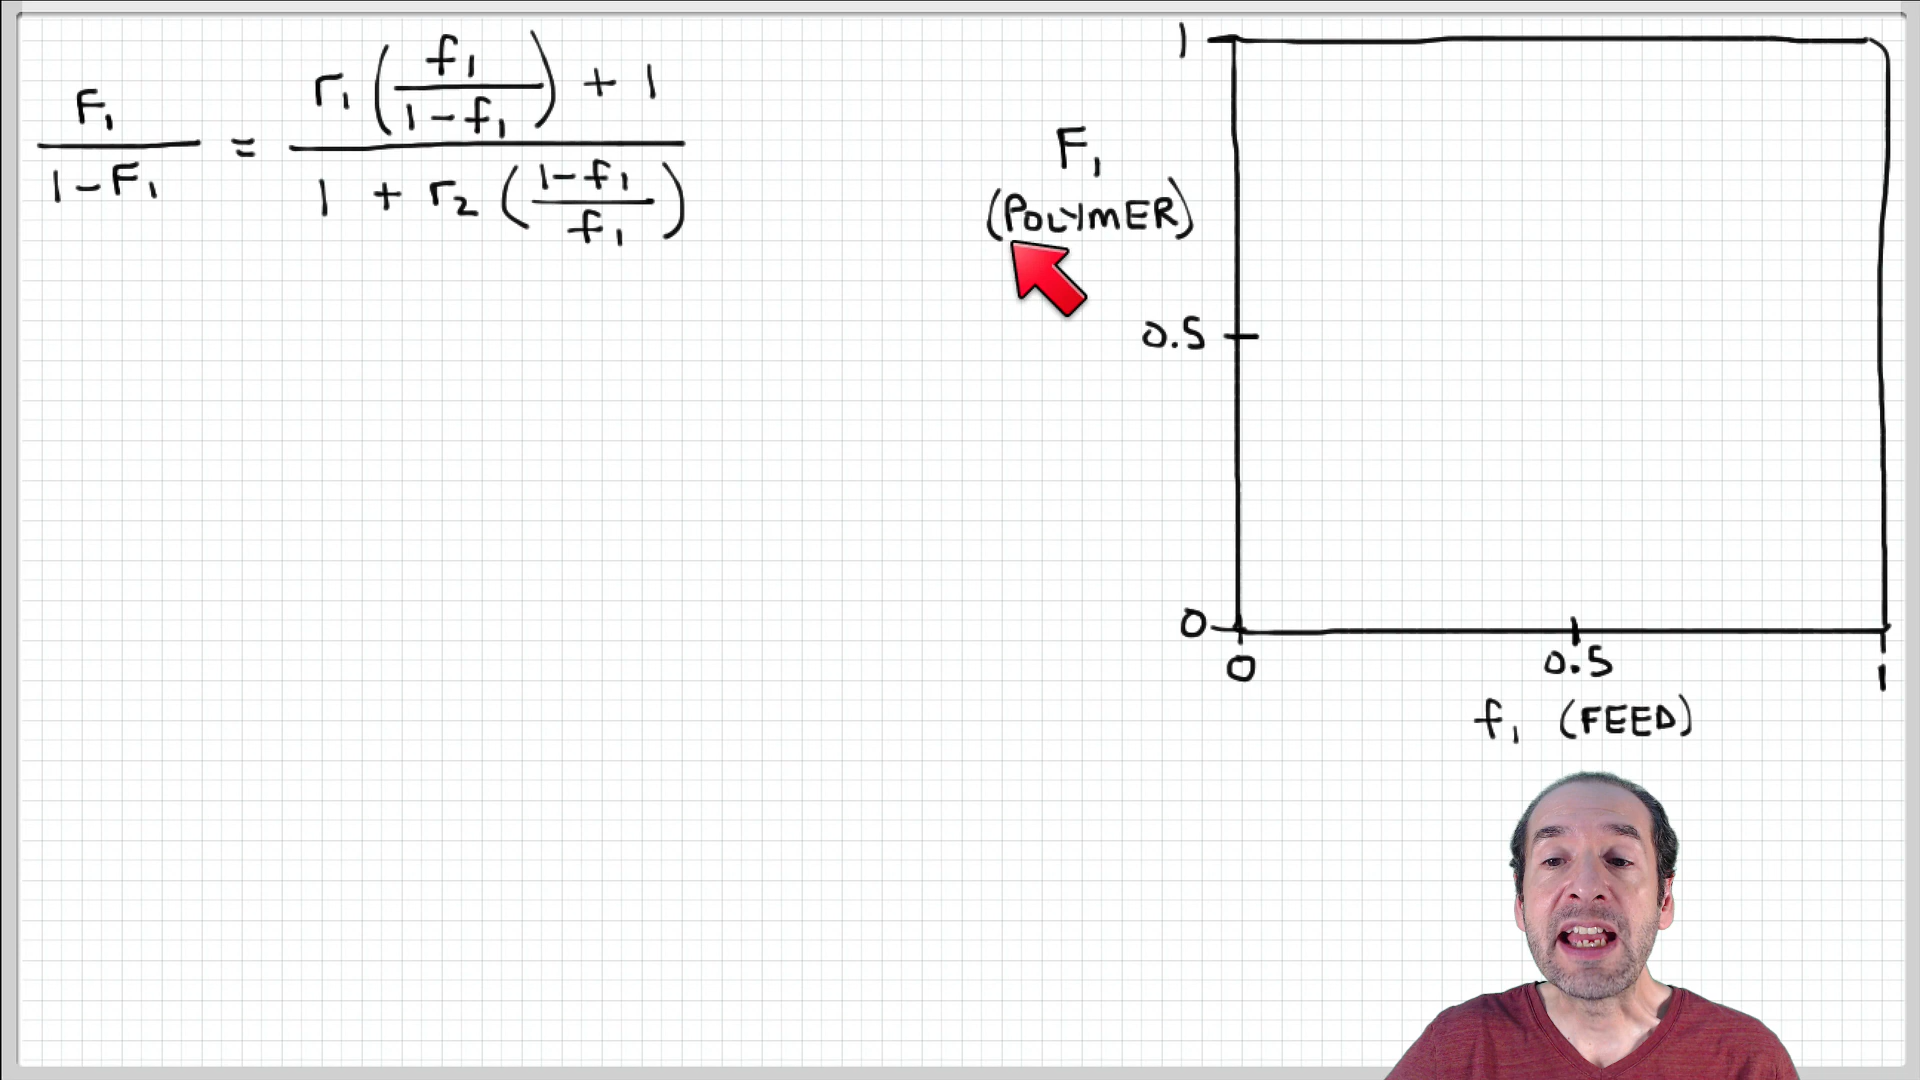 F₁ / (1 - F₁) = (r₁ (f₁ / (1 - f₁)) + 1) / (1 + r₂ ((1 - f₁) / f₁))
1
F₁
(POLYMER)
0.5
0
0 0.5 1
f₁ (FEED)